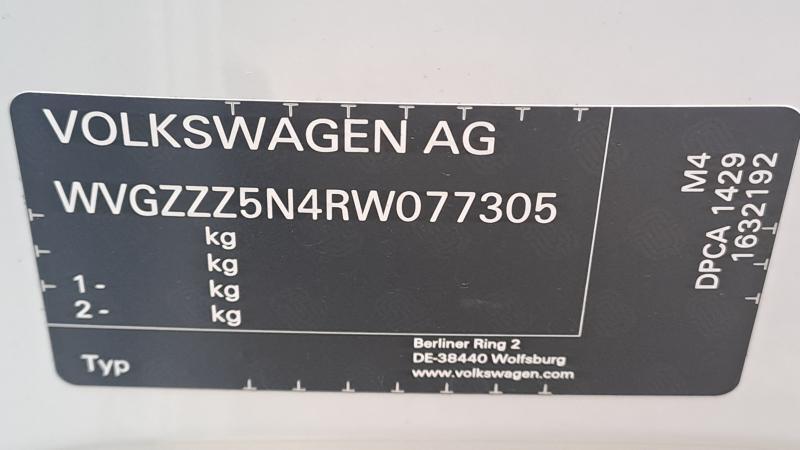 VOLKSWAGEN AG
WVGZZZ5N4RW077305
kg
kg
1- kg
2- kg
Typ
Berliner Ring 2
DE-38440 Wolfsburg
www.volkswagen.com
M4
DPCA 1429
1632192